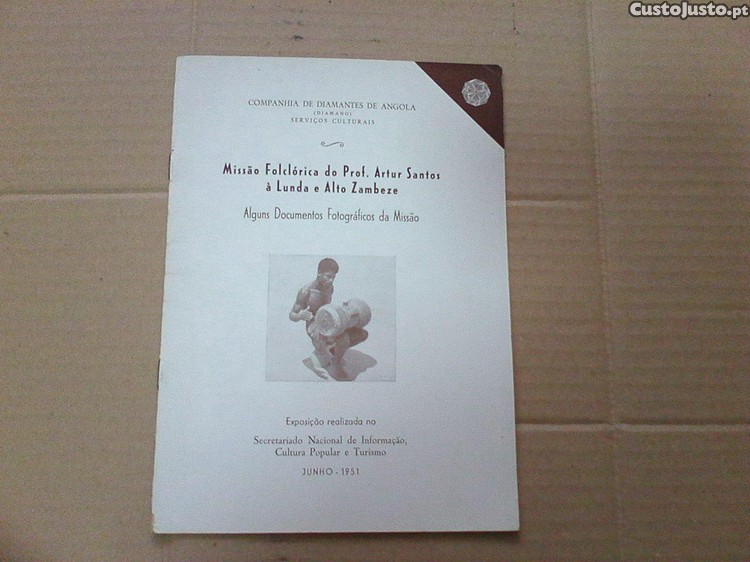 CustoJusto.pt
COMPANHIA DE DIAMANTES DE ANGOLA
(DIAMANG)
SERVIÇOS CULTURAIS
Missão Folclórica do Prof. Artur Santos
à Lunda e Alto Zambeze
Alguns Documentos Fotográficos da Missão
Exposição realizada no
Secretariado Nacional de Informação,
Cultura Popular e Turismo
JUNHO - 1951